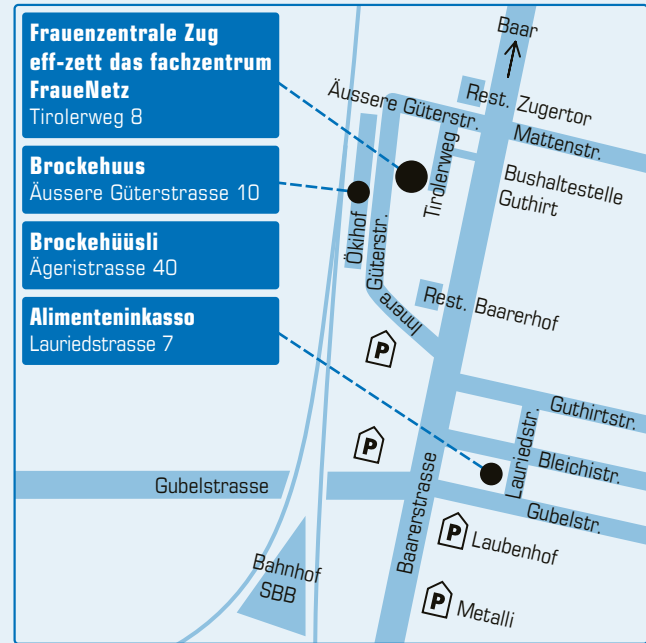 Frauenzentrale Zug
eff-zett das fachzentrum
FraueNetz
Tirolerweg 8
Brockehuus
Äussere Güterstrasse 10
Brockehüüsli
Ägeristrasse 40
Alimenteninkasso
Lauriedstrasse 7
Baar
Rest. Zugertor
Äussere Güterstr.
Mattenstr.
Tirolerweg
Bushaltestelle
Guthirt
Ökihof
Güterstr.
Innere
Rest. Baarerhof
P
Guthirtstr.
P
Lauriedstr.
Bleichistr.
Gubelstrasse
Baarerstrasse
Gubelstr.
P Laubenhof
Bahnhof
SBB
P Metalli